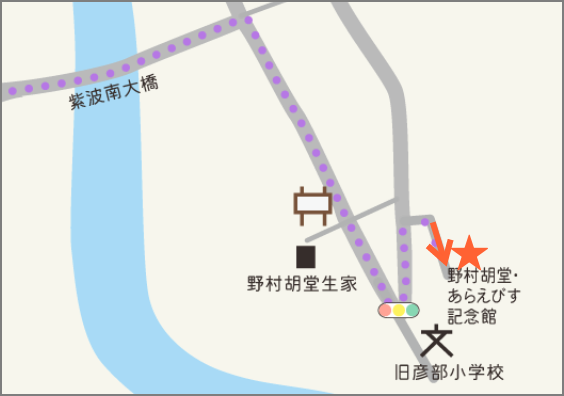 紫波南大橋
野村胡堂生家
野村胡堂・
あらえびす
記念館
旧彦部小学校